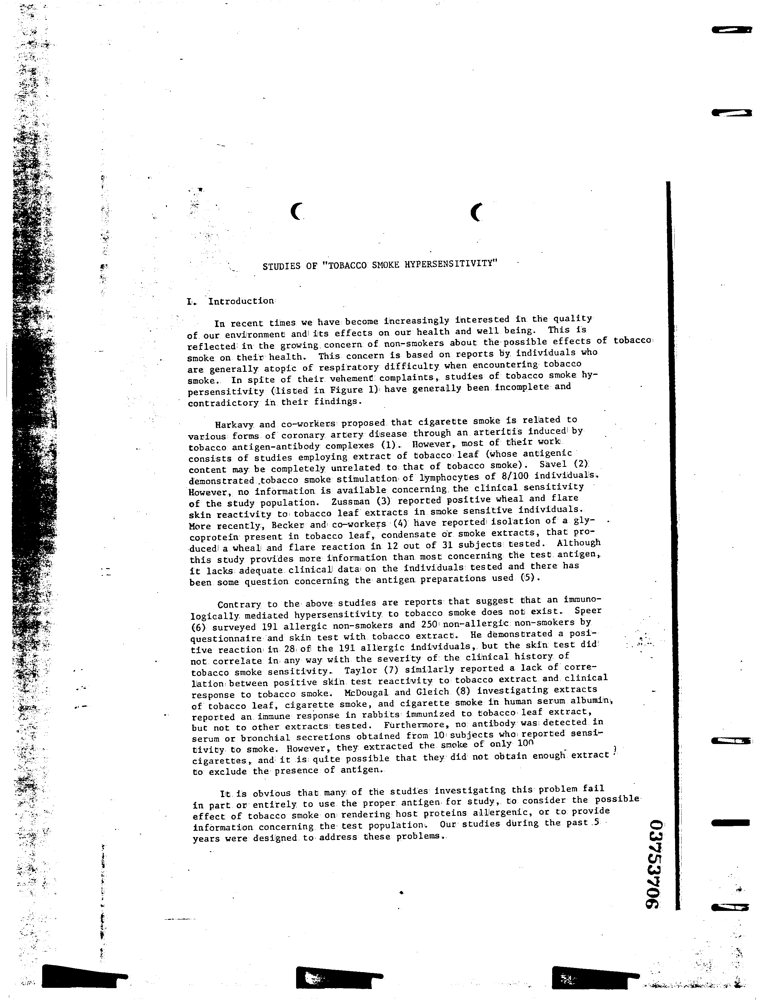 STUDIES OF "TOBACCO SMOKE HYPERSENSITIVITY"
I. Introduction
In recent times we have become increasingly interested in the quality
of our environment and its effects on our health and well being. This is
reflected in the growing concern of non-smokers about the possible effects of tobacco
smoke on their health. This concern is based on reports by individuals who
are generally atopic of respiratory difficulty when encountering tobacco
smoke. In spite of their vehement complaints, studies of tobacco smoke hy-
persensitivity (listed in Figure 1) have generally been incomplete and
contradictory in their findings.
Harkavy and co-workers proposed that cigarette smoke is related to
various forms of coronary artery disease through an arteritis induced by
tobacco antigen-antibody complexes (1). However, most of their work
consists of studies employing extract of tobacco leaf (whose antigenic
content may be completely unrelated to that of tobacco smoke). Savel (2)
demonstrated tobacco smoke stimulation of lymphocytes of 8/100 individuals.
However, no information is available concerning the clinical sensitivity
of the study population. Zussman (3) reported positive wheal and flare
skin reactivity to tobacco leaf extracts in smoke sensitive individuals.
More recently, Becker and co-workers (4) have reported isolation of a gly-
coprotein present in tobacco leaf, condensate or smoke extracts, that pro-
duced a wheal and flare reaction in 12 out of 31 subjects tested. Although
this study provides more information than most concerning the test antigen,
it lacks adequate clinical data on the individuals tested and there has
been some question concerning the antigen preparations used (5).
Contrary to the above studies are reports that suggest that an immuno-
logically mediated hypersensitivity to tobacco smoke does not exist. Speer
(6) surveyed 191 allergic non-smokers and 250 non-allergic non-smokers by
questionnaire and skin test with tobacco extract. He demonstrated a posi-
tive reaction in 28 of the 191 allergic individuals, but the skin test did
not correlate in any way with the severity of the clinical history of
tobacco smoke sensitivity. Taylor (7) similarly reported a lack of corre-
lation between positive skin test reactivity to tobacco extract and clinical
response to tobacco smoke. McDougal and Gleich (8) investigating extracts
of tobacco leaf, cigarette smoke, and cigarette smoke in human serum albumin,
reported an immune response in rabbits immunized to tobacco leaf extract,
but not to other extracts tested. Furthermore, no antibody was detected in
serum or bronchial secretions obtained from 10 subjects who reported sensi-
tivity to smoke. However, they extracted the smoke of only 100
cigarettes, and it is quite possible that they did not obtain enough extract
to exclude the presence of antigen.
It is obvious that many of the studies investigating this problem fail
in part or entirely to use the proper antigen for study, to consider the possible
effect of tobacco smoke on rendering host proteins allergenic, or to provide
information concerning the test population. Our studies during the past 5
years were designed to address these problems.
03753706